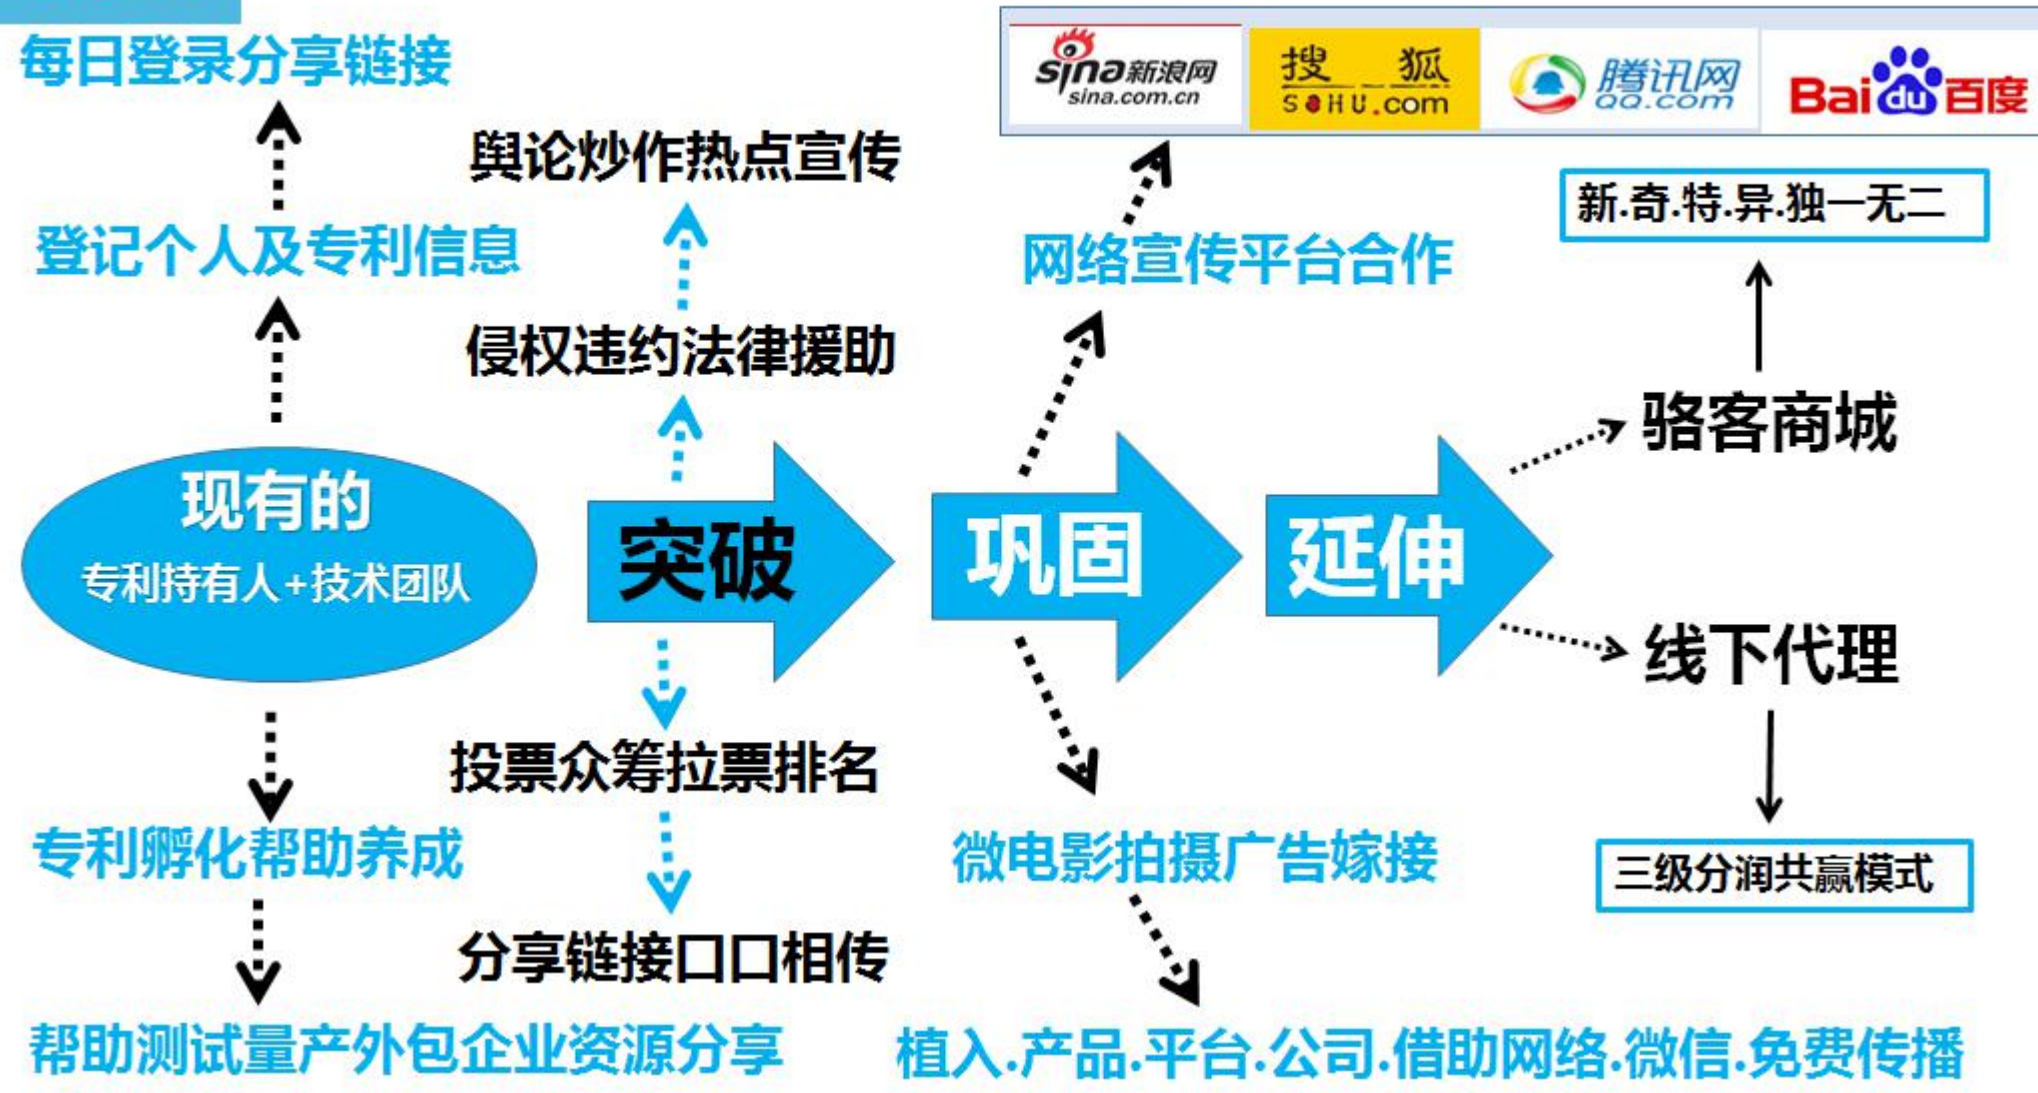 每日登录分享链接
sina新浪网
sina.com.cn
搜 狐
SOHU.com
腾讯网
QQ.com
Bai du 百度
舆论炒作热点宣传
新.奇.特.异.独一无二
登记个人及专利信息
网络宣传平台合作
侵权违约法律援助
骆客商城
现有的
专利持有人+技术团队
突破
巩固
延伸
线下代理
投票众筹拉票排名
专利孵化帮助养成
微电影拍摄广告嫁接
三级分润共赢模式
分享链接口口相传
帮助测试量产外包企业资源分享
植入.产品.平台.公司.借助网络.微信.免费传播